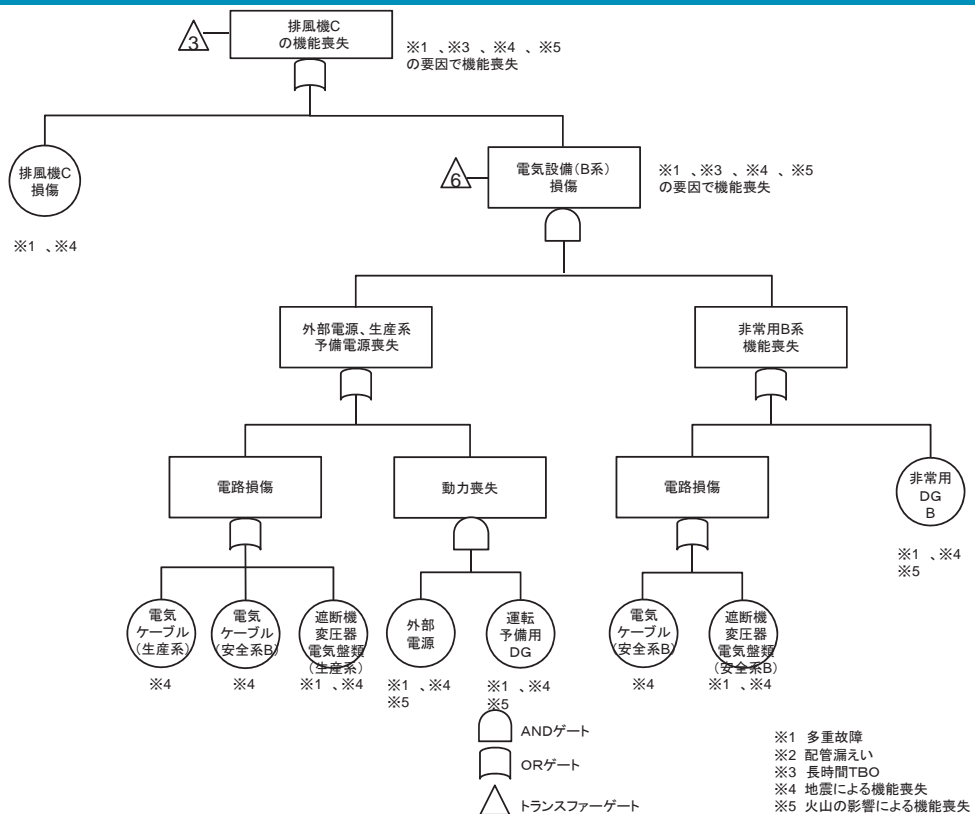 排風機C
の機能喪失
3
※1 、※3 、※4 、※5
の要因で機能喪失
排風機C
損傷
※1 、※4
電気設備(B系)
損傷
6
※1 、※3 、※4 、※5
の要因で機能喪失
外部電源、生産系
予備電源喪失
非常用B系
機能喪失
電路損傷
動力喪失
電路損傷
非常用
DG
B
※1 、※4
※5
電気
ケーブル
(生産系)
※4
電気
ケーブル
(安全系B)
※4
遮断機
変圧器
電気盤類
(生産系)
※1 、※4
外部
電源
※1 、※4
※5
運転
予備用
DG
※1 、※4
※5
電気
ケーブル
(安全系B)
※4
遮断機
変圧器
電気盤類
(安全系B)
※1 、※4
ANDゲート
ORゲート
トランスファーゲート
※1 多重故障
※2 配管漏えい
※3 長時間TBO
※4 地震による機能喪失
※5 火山の影響による機能喪失